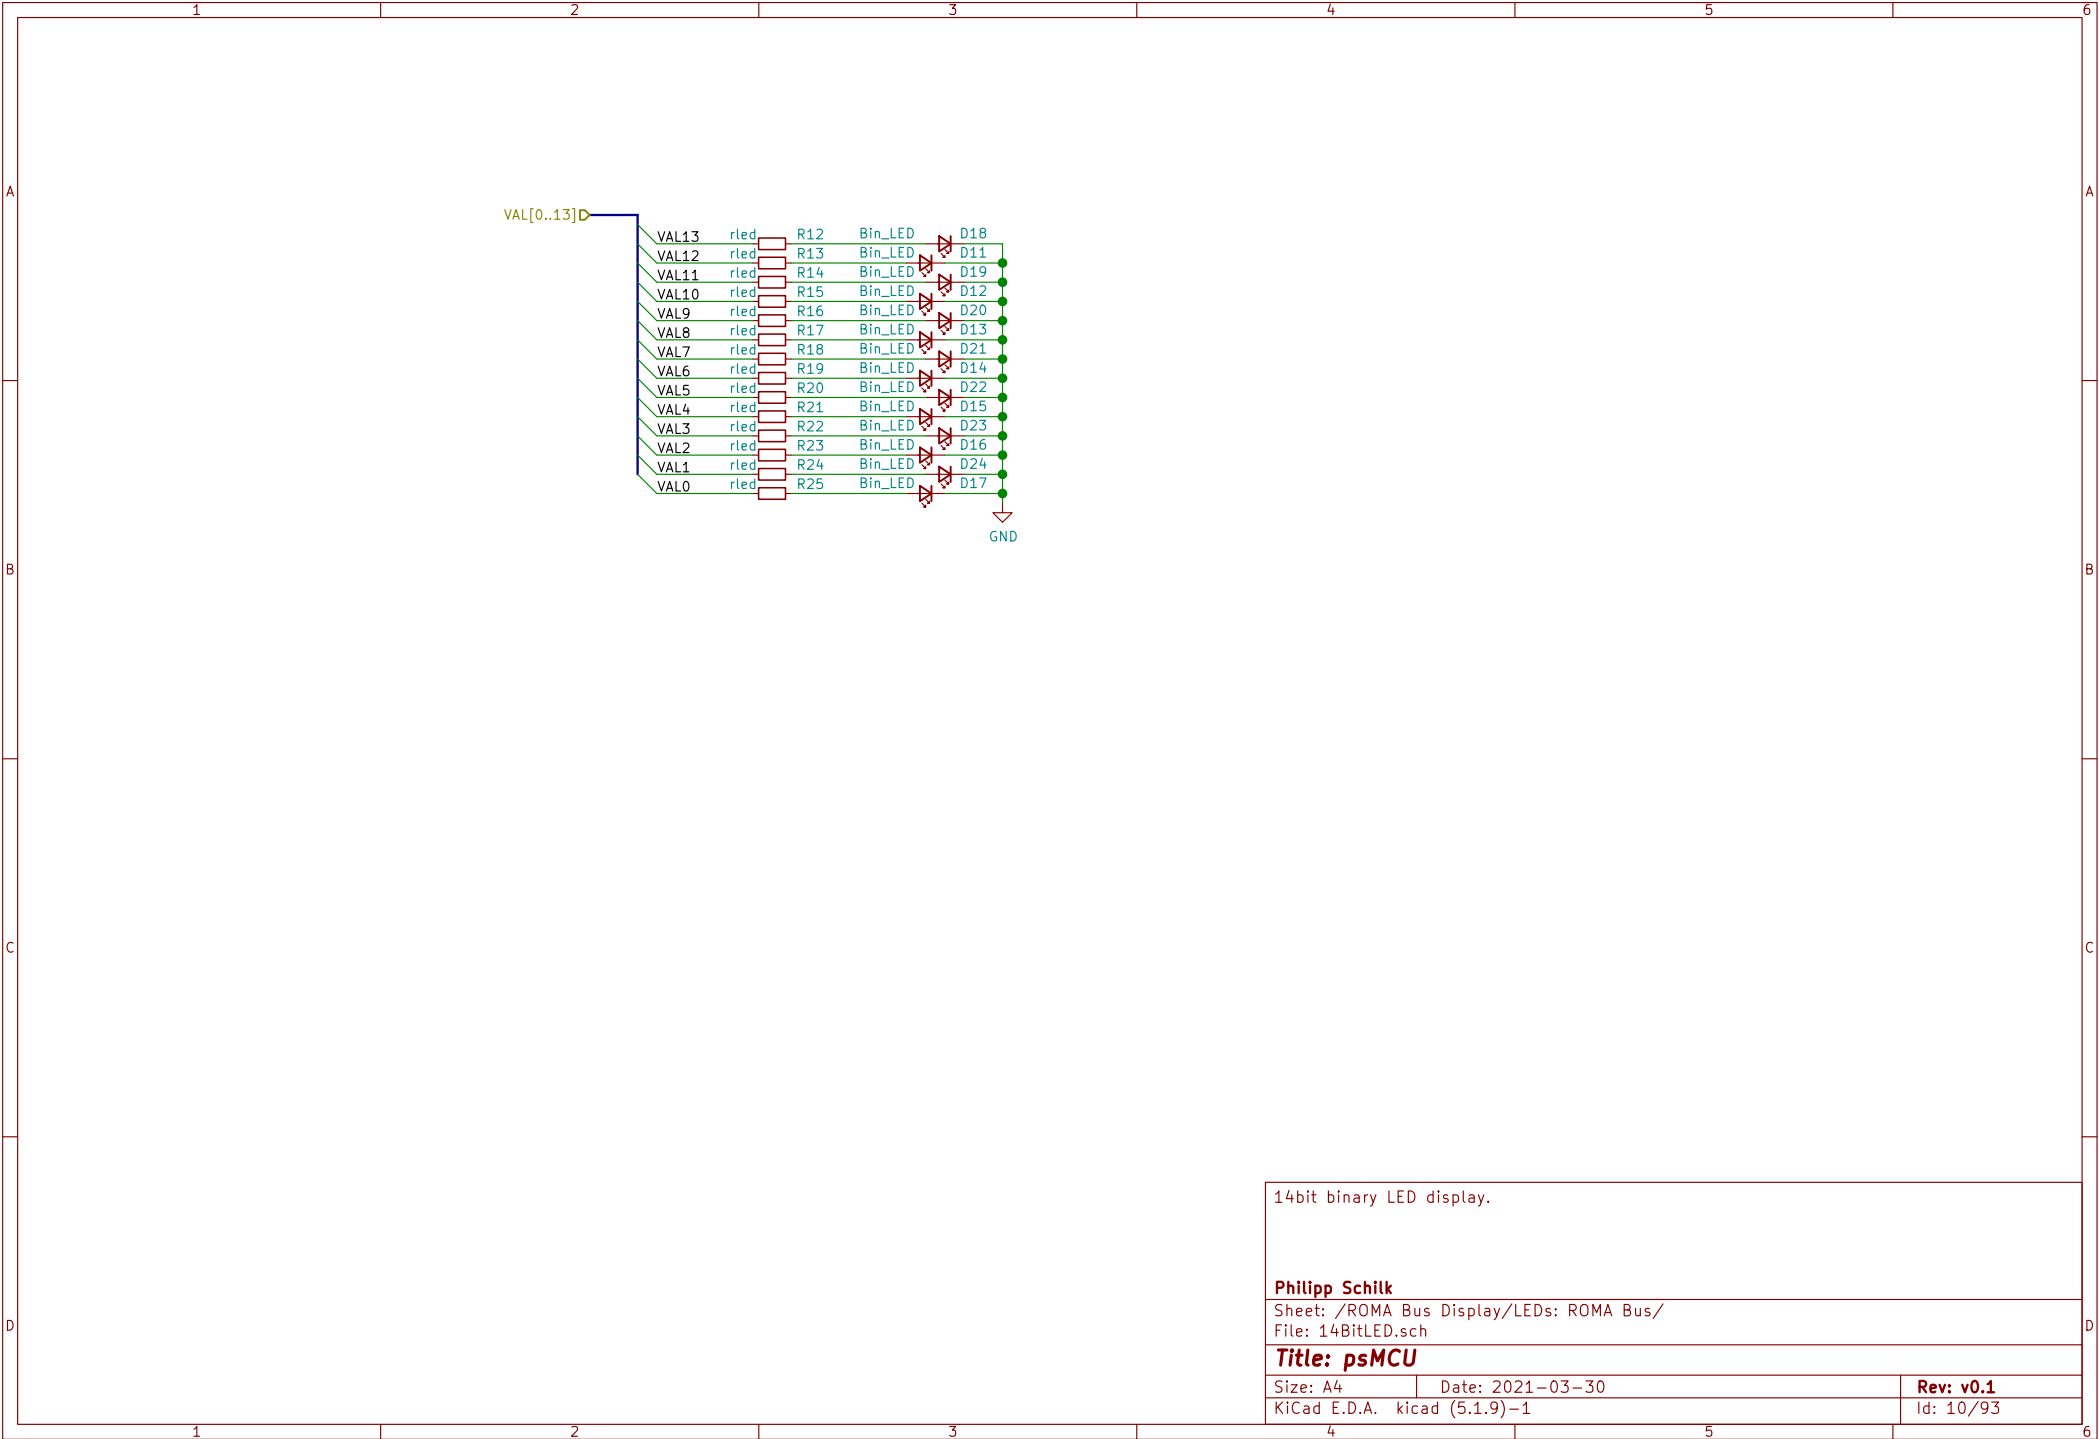 1 2 3 4 5 6
A A
VAL[0..13]
VAL13 rled R12 Bin_LED D18
VAL12 rled R13 Bin_LED D11
VAL11 rled R14 Bin_LED D19
VAL10 rled R15 Bin_LED D12
VAL9 rled R16 Bin_LED D20
VAL8 rled R17 Bin_LED D13
VAL7 rled R18 Bin_LED D21
VAL6 rled R19 Bin_LED D14
VAL5 rled R20 Bin_LED D22
VAL4 rled R21 Bin_LED D15
VAL3 rled R22 Bin_LED D23
VAL2 rled R23 Bin_LED D16
VAL1 rled R24 Bin_LED D24
VAL0 rled R25 Bin_LED D17
GND
B B
C C
14bit binary LED display.
Philipp Schilk
Sheet: /ROMA Bus Display/LEDs: ROMA Bus/
D D
File: 14BitLED.sch
Title: psMCU
Size: A4 Date: 2021-03-30 Rev: v0.1
KiCad E.D.A. kicad (5.1.9)-1 Id: 10/93
1 2 3 4 5 6